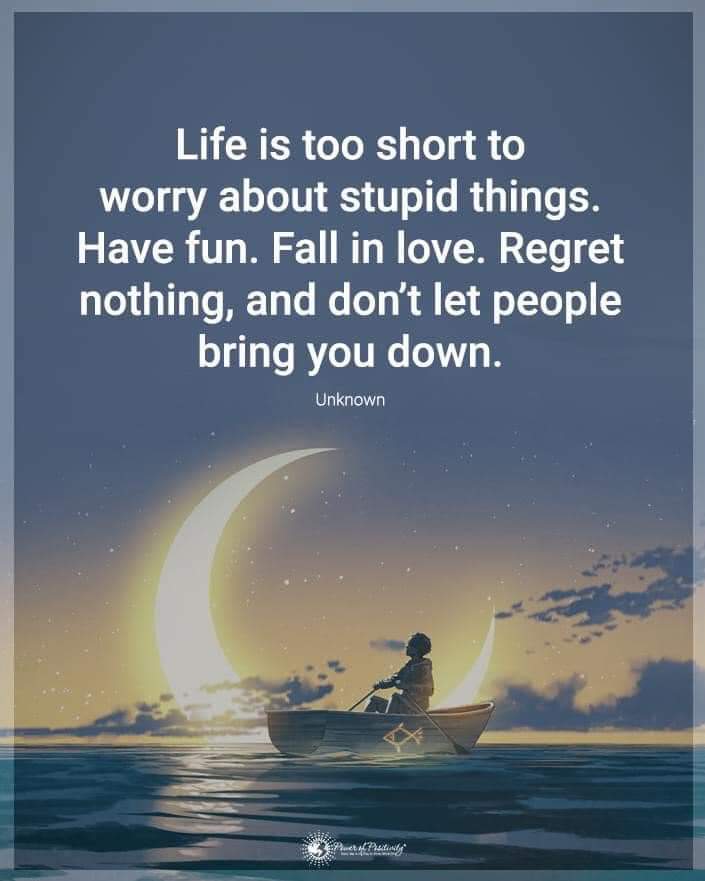 Life is too short to
worry about stupid things.
Have fun. Fall in love. Regret
nothing, and don’t let people
bring you down.
Unknown
Power of Positivity